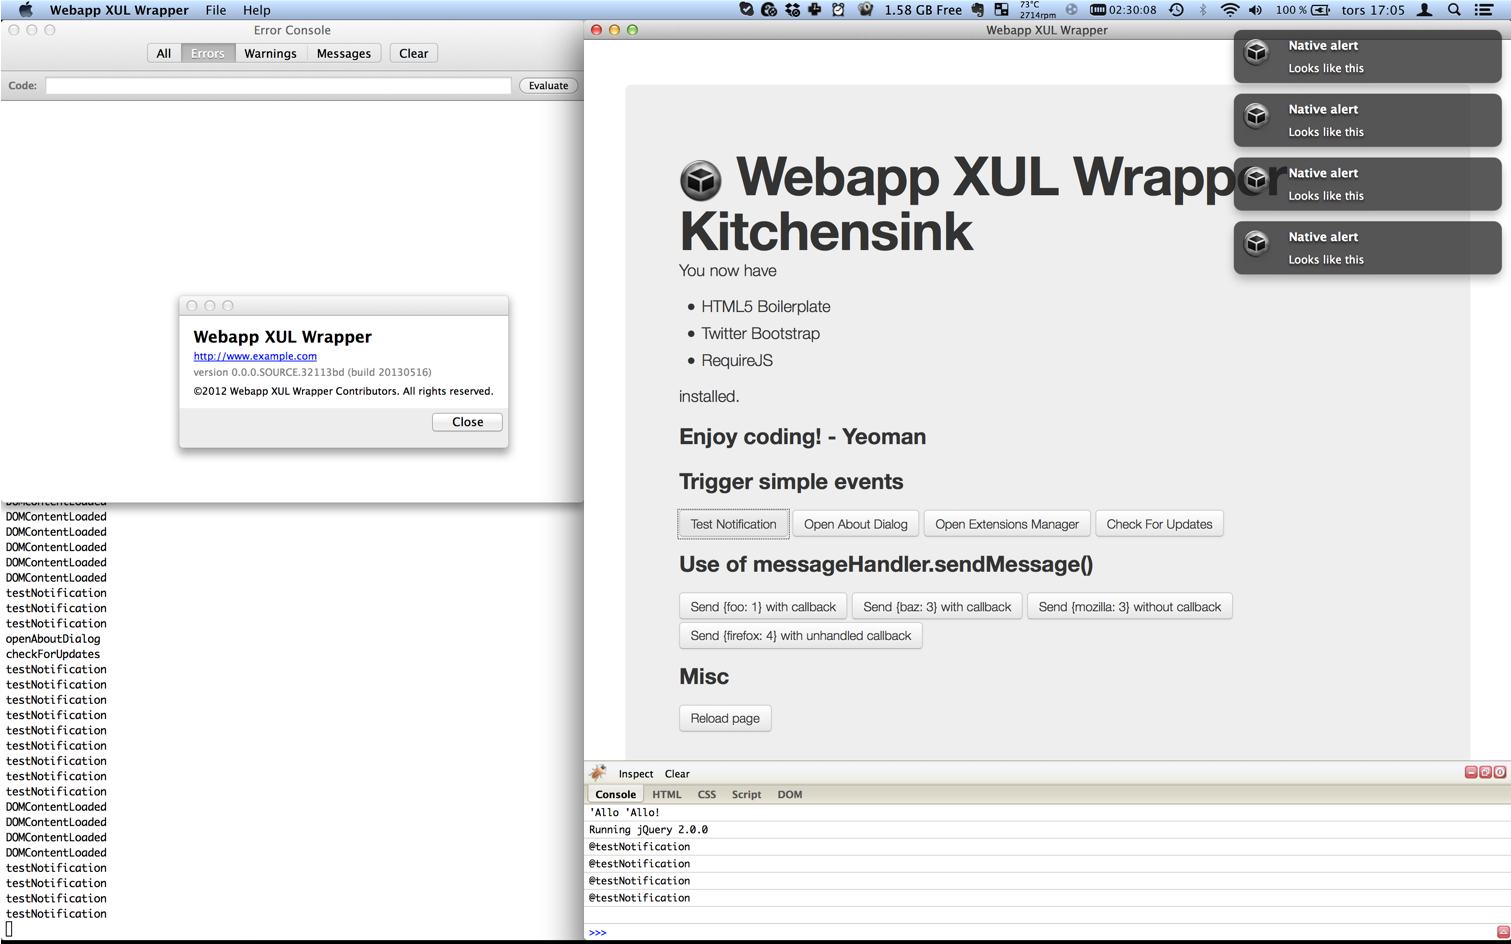 Webapp XUL Wrapper File Help
1.58 GB Free 73°C 2714rpm 02:30:08 100 % tors 17:05
Error Console
All Errors Warnings Messages Clear
Code: Evaluate
Webapp XUL Wrapper
http://www.example.com
version 0.0.0.SOURCE.32113bd (build 20130516)
©2012 Webapp XUL Wrapper Contributors. All rights reserved.
Close
DOMContentLoaded
DOMContentLoaded
DOMContentLoaded
DOMContentLoaded
DOMContentLoaded
DOMContentLoaded
testNotification
testNotification
testNotification
openAboutDialog
checkForUpdates
testNotification
testNotification
testNotification
testNotification
testNotification
testNotification
testNotification
testNotification
testNotification
DOMContentLoaded
DOMContentLoaded
DOMContentLoaded
DOMContentLoaded
testNotification
testNotification
testNotification
testNotification
Webapp XUL Wrapper
Native alert
Looks like this
Native alert
Looks like this
Native alert
Looks like this
Native alert
Looks like this
Webapp XUL Wrapper
Kitchensink
You now have
• HTML5 Boilerplate
• Twitter Bootstrap
• RequireJS
installed.
Enjoy coding! - Yeoman
Trigger simple events
Test Notification Open About Dialog Open Extensions Manager Check For Updates
Use of messageHandler.sendMessage()
Send {foo: 1} with callback Send {baz: 3} with callback Send {mozilla: 3} without callback
Send {firefox: 4} with unhandled callback
Misc
Reload page
Inspect Clear
Console HTML CSS Script DOM
'Allo 'Allo!
Running jQuery 2.0.0
@testNotification
@testNotification
@testNotification
@testNotification
>>>